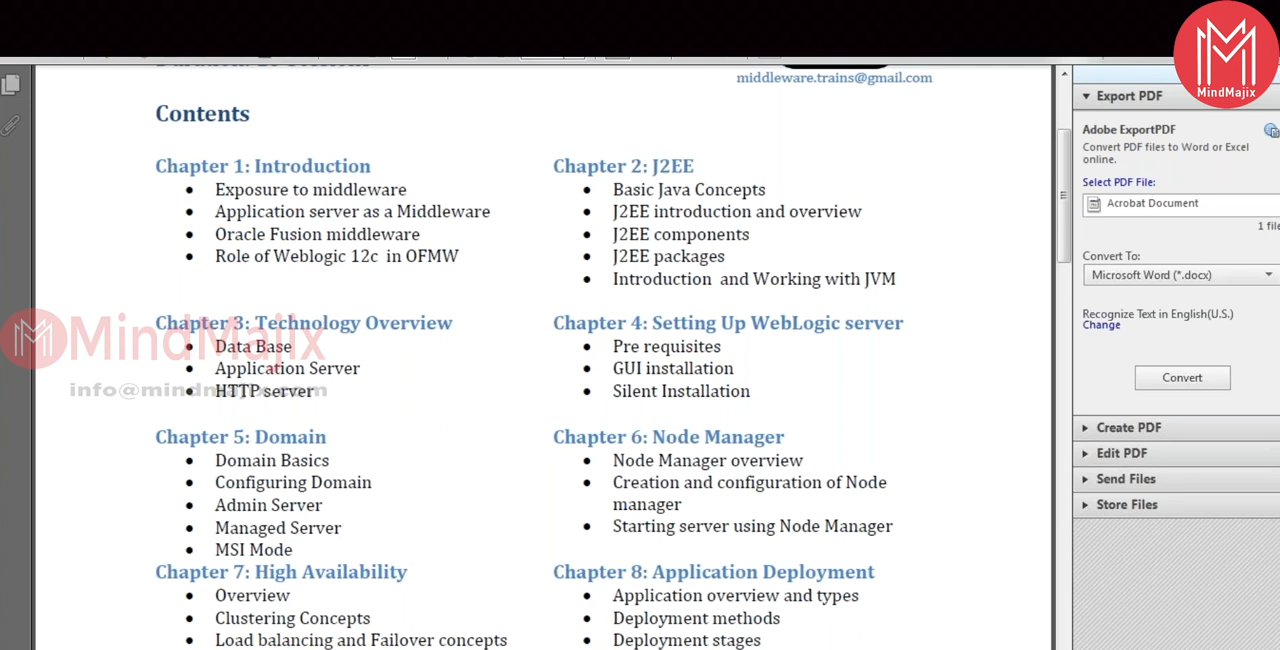 middleware.trains@gmail.com
Contents
Chapter 1: Introduction
• Exposure to middleware
• Application server as a Middleware
• Oracle Fusion middleware
• Role of Weblogic 12c in OFMW
Chapter 2: J2EE
• Basic Java Concepts
• J2EE introduction and overview
• J2EE components
• J2EE packages
• Introduction and Working with JVM
Chapter 3: Technology Overview
• Data Base
• Application Server
• HTTP server
Chapter 4: Setting Up WebLogic server
• Pre requisites
• GUI installation
• Silent Installation
Chapter 5: Domain
• Domain Basics
• Configuring Domain
• Admin Server
• Managed Server
• MSI Mode
Chapter 6: Node Manager
• Node Manager overview
• Creation and configuration of Node
manager
• Starting server using Node Manager
Chapter 7: High Availability
• Overview
• Clustering Concepts
• Load balancing and Failover concepts
Chapter 8: Application Deployment
• Application overview and types
• Deployment methods
• Deployment stages
MindMajix
info@mindmajix.com
MindMajix
Export PDF
Adobe ExportPDF
Convert PDF files to Word or Excel
online.
Select PDF File:
Acrobat Document
1 file
Convert To:
Microsoft Word (*.docx)
Recognize Text in English(U.S.)
Change
Convert
Create PDF
Edit PDF
Send Files
Store Files